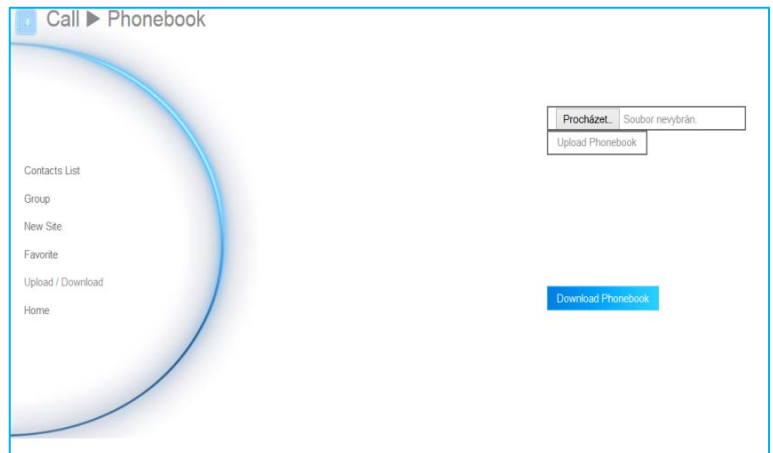 Call ▶ Phonebook
Procházet... Soubor nevybrán.
Upload Phonebook
Contacts List
Group
New Site
Favorite
Upload / Download
Download Phonebook
Home